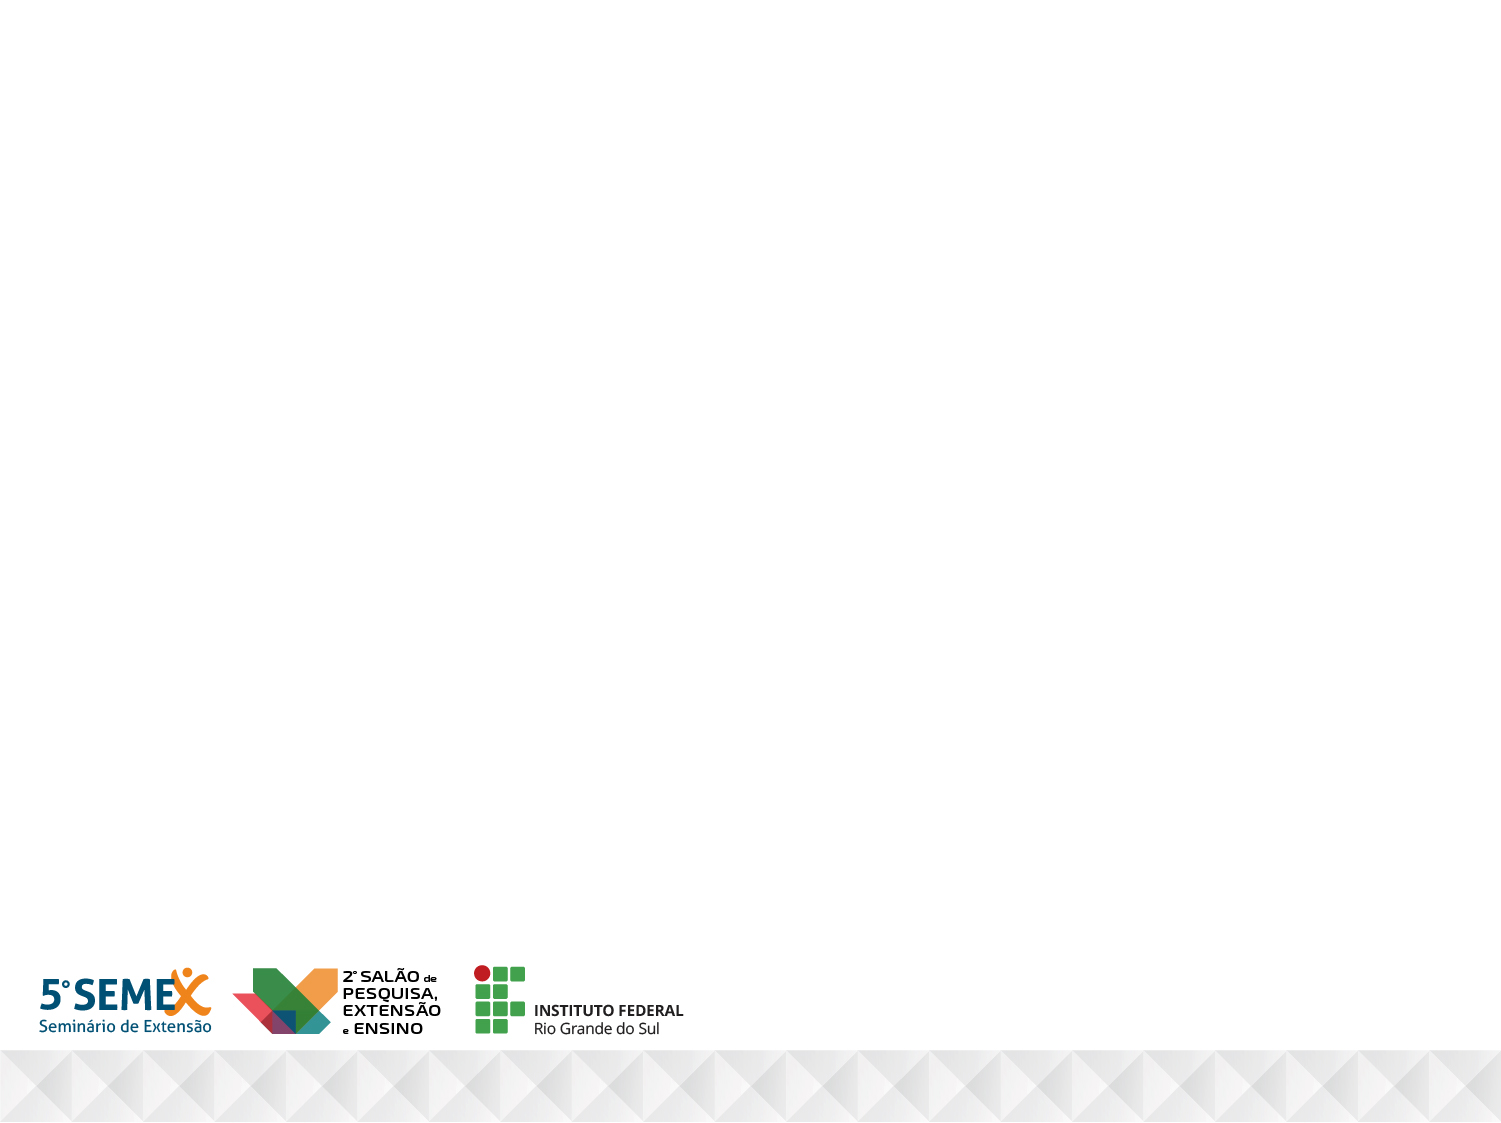 5° SEMEX
Seminário de Extensão
2° SALÃO de
PESQUISA,
EXTENSÃO
e ENSINO
INSTITUTO FEDERAL
Rio Grande do Sul